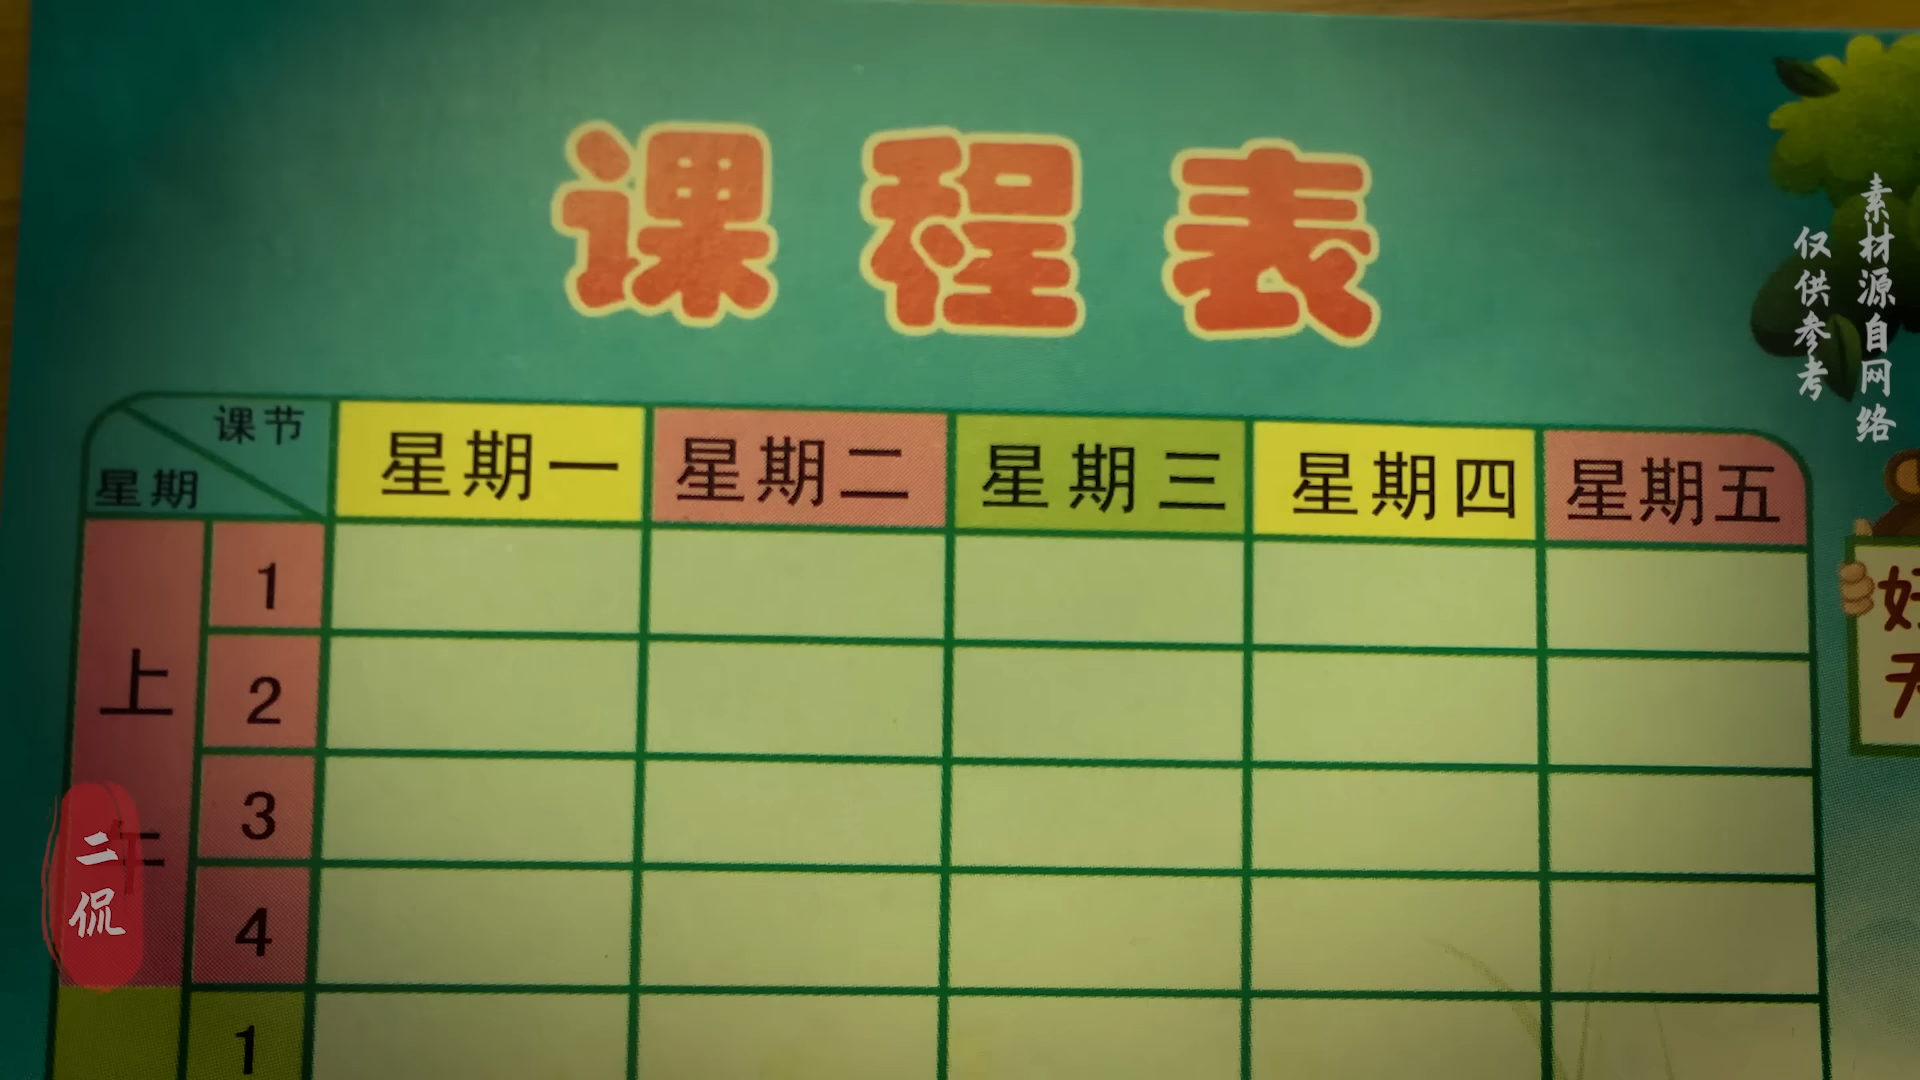 课程表
课节
星期
星期一 星期二 星期三 星期四 星期五
上午
1
2
3
4
1
素材源自网络
仅供参考
二侃